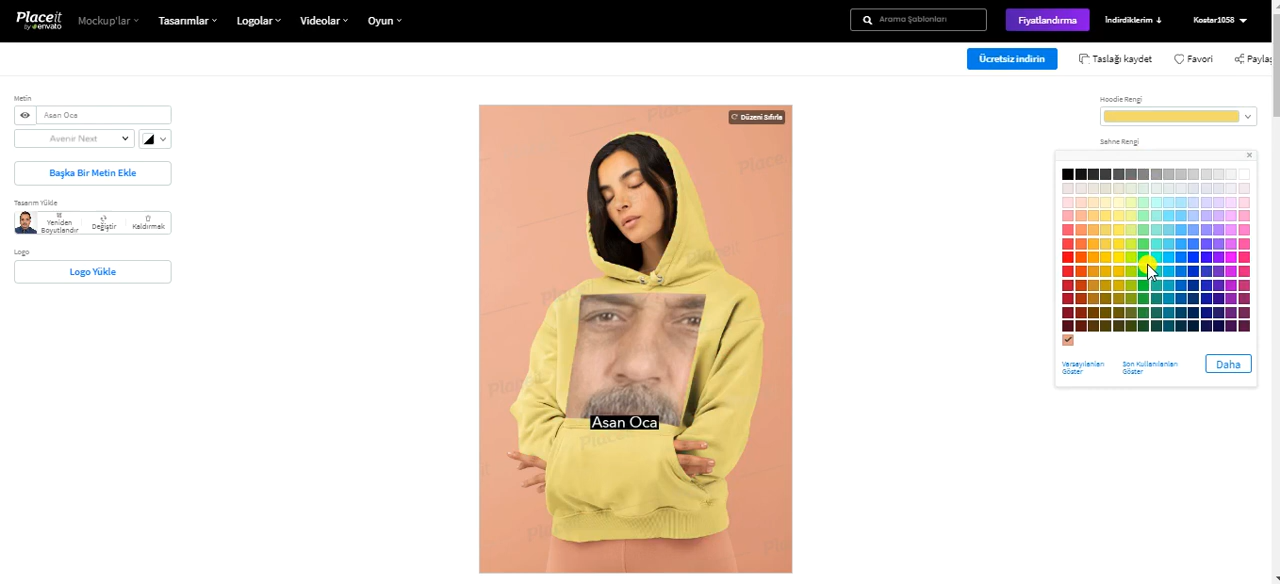 Placeit
by envato
Mockup'lar
Tasarımlar
Logolar
Videolar
Oyun
Arama Şablonları
Fiyatlandırma
İndirdiklerim
Kostar1058
Ücretsiz indirin
Taslağı kaydet
Favori
Paylaş
Metin
Asan Oca
Avenir Next
Başka Bir Metin Ekle
Tasarım Yükle
Yeniden
Boyutlandır
Değiştir
Kaldırmak
Logo
Logo Yükle
Düzeni Sıfırla
Asan Oca
Hoodie Rengi
Sahne Rengi
Varsayılanları
Göster
Son Kullanılanları
Göster
Daha